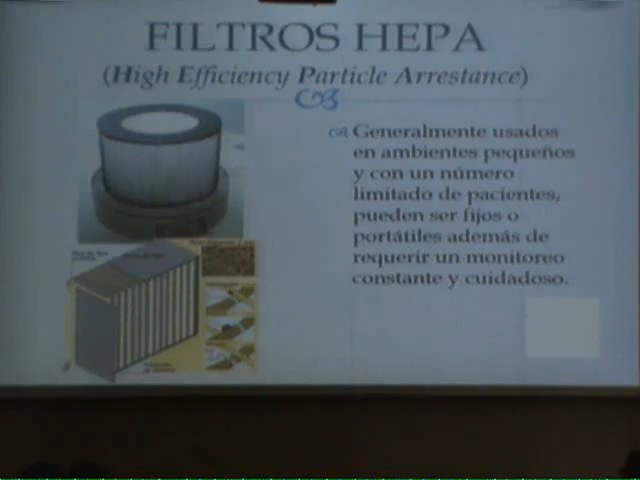 FILTROS HEPA
(High Efficiency Particle Arrestance)
Generalmente usados
en ambientes pequeños
y con un número
limitado de pacientes,
pueden ser fijos o
portátiles además de
requerir un monitoreo
constante y cuidadoso.